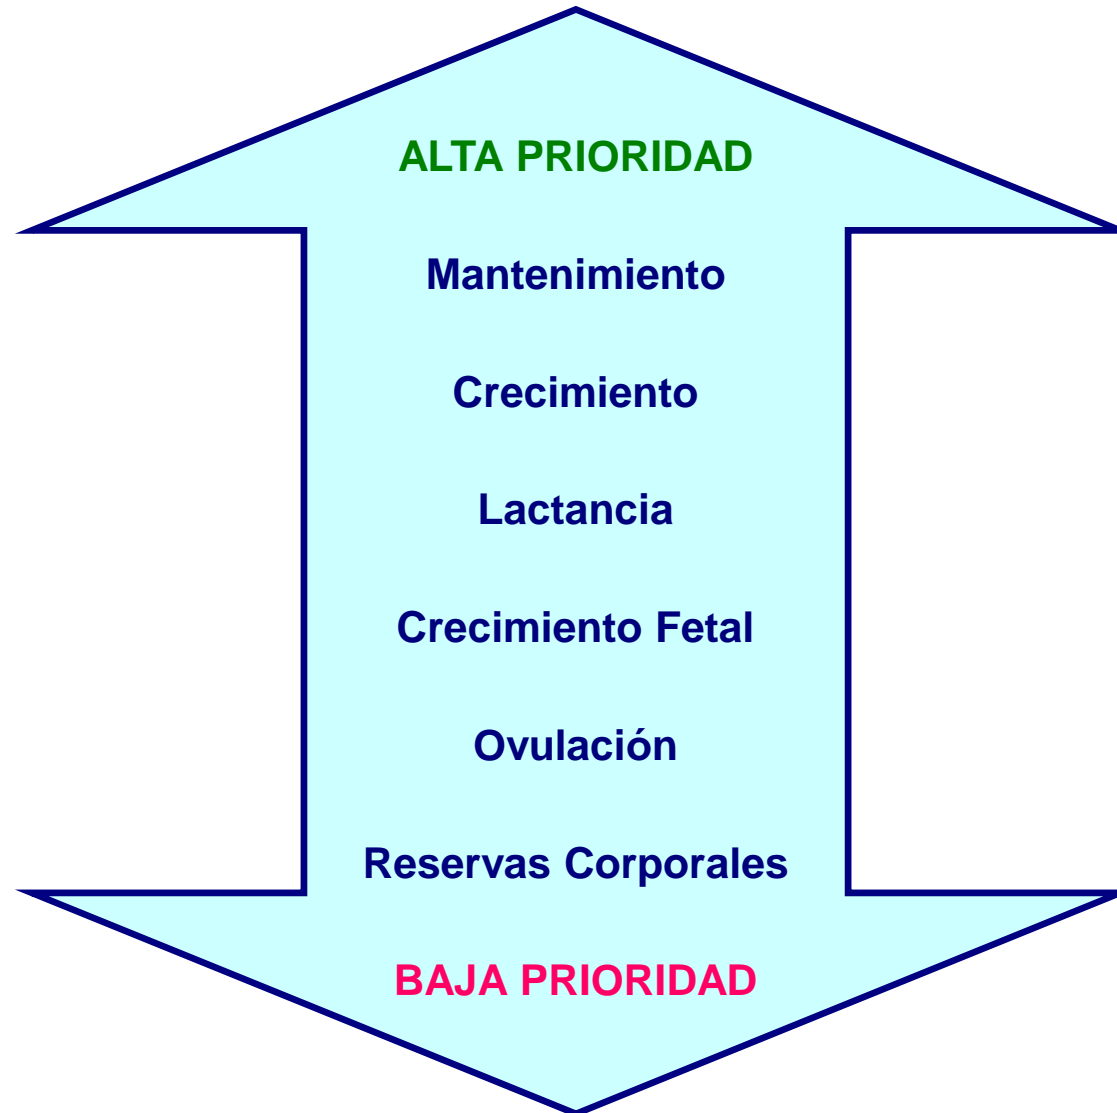 ALTA PRIORIDAD
Mantenimiento
Crecimiento
Lactancia
Crecimiento Fetal
Ovulación
Reservas Corporales
BAJA PRIORIDAD